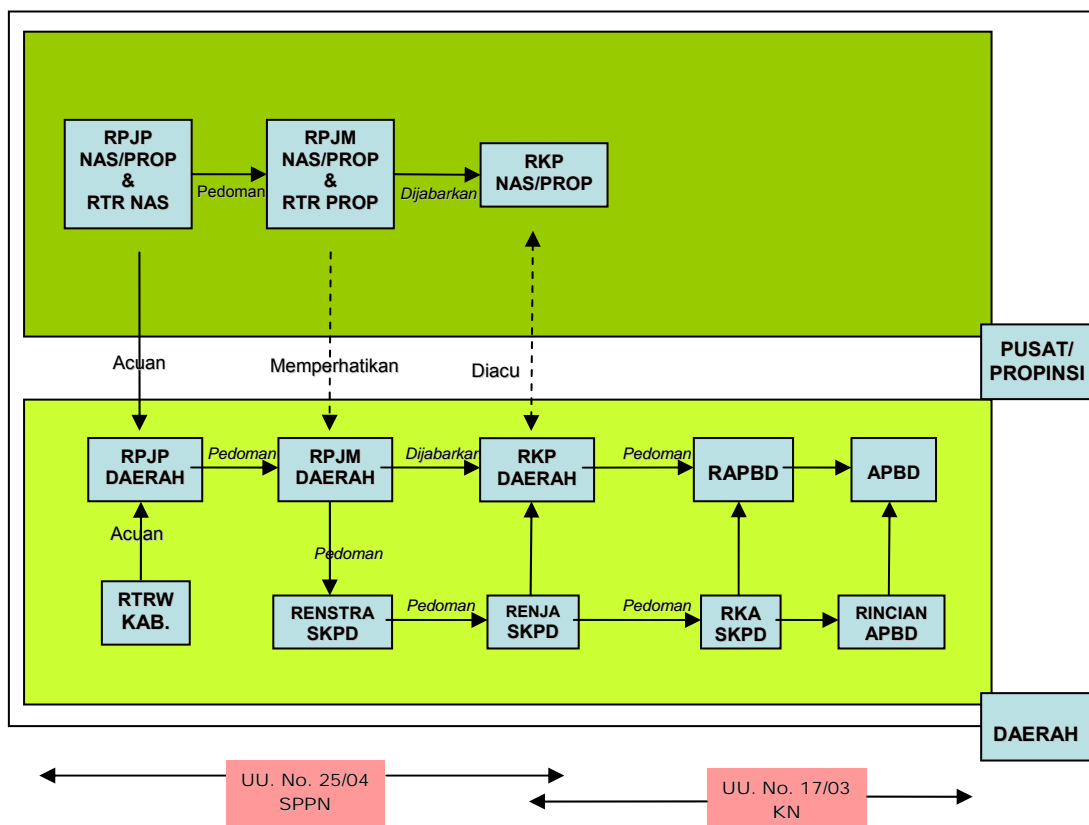 RPJP
NAS/PROP
&
RTR NAS
Pedoman
RPJM
NAS/PROP
&
RTR PROP
Dijabarkan
RKP
NAS/PROP
Acuan
Memperhatikan
Diacu
PUSAT/
PROPINSI
RPJP
DAERAH
Pedoman
RPJM
DAERAH
Dijabarkan
RKP
DAERAH
Pedoman
RAPBD
APBD
Acuan
Pedoman
RTRW
KAB.
RENSTRA
SKPD
Pedoman
RENJA
SKPD
Pedoman
RKA
SKPD
RINCIAN
APBD
DAERAH
UU. No. 25/04
SPPN
UU. No. 17/03
KN